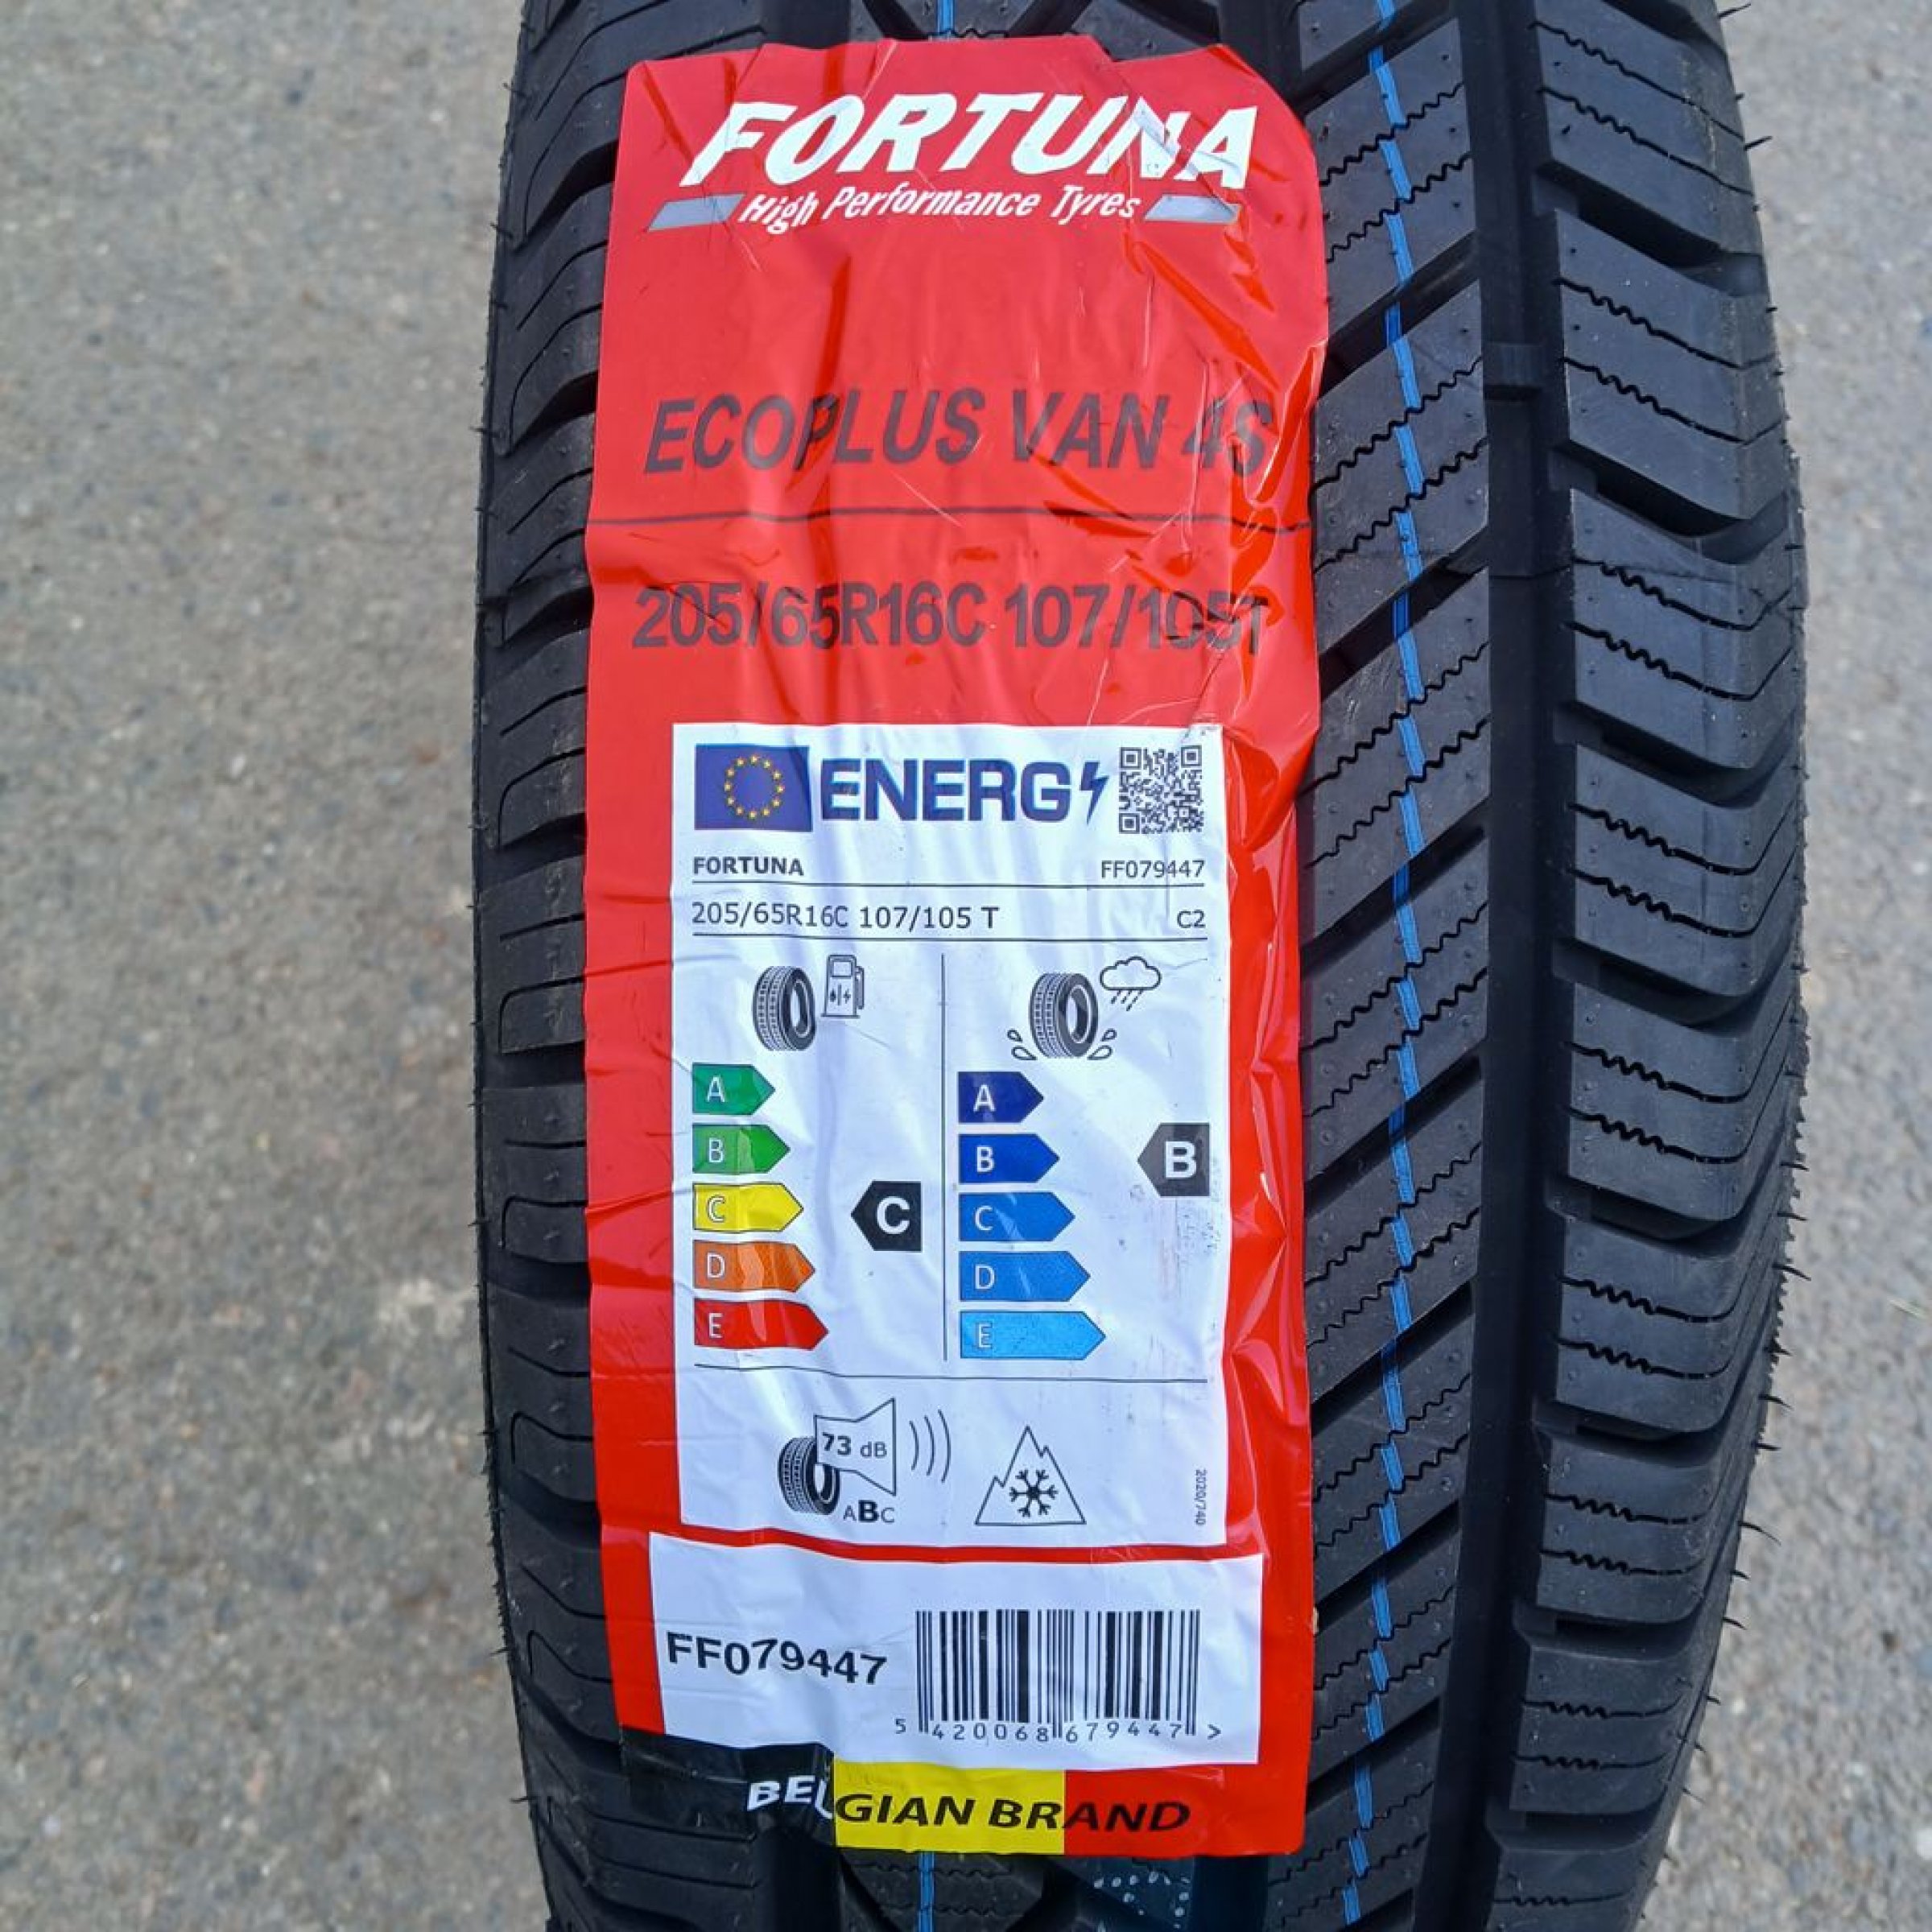 FORTUNA
High Performance Tyres
ECOPLUS VAN 4S
205/65R16C 107/105T
ENERG
FORTUNA FF079447
205/65R16C 107/105 T C2
A A
B B B
C C C
D D
E E
73 dB
ABC
2020/740
FF079447
5 420068 679447 >
BELGIAN BRAND